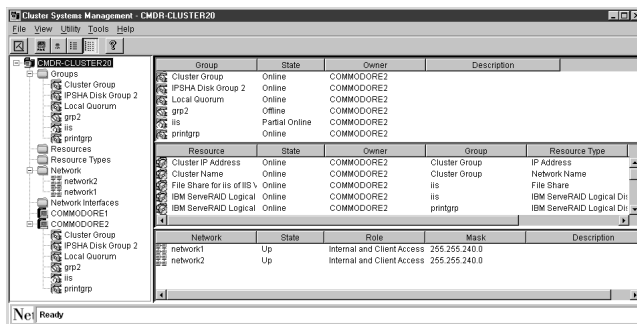 Cluster Systems Management - CMDR-CLUSTER20
File View Utility Tools Help
CMDR-CLUSTER20
Groups
Cluster Group
IPSHA Disk Group 2
Local Quorum
grp2
iis
printgrp
Resources
Resource Types
Network
network2
network1
Network Interfaces
COMMODORE1
COMMODORE2
Cluster Group
IPSHA Disk Group 2
Local Quorum
grp2
iis
printgrp
Group State Owner Description
Cluster Group Online COMMODORE2
IPSHA Disk Group 2 Online COMMODORE2
Local Quorum Online COMMODORE2
grp2 Offline COMMODORE2
iis Partial Online COMMODORE2
printgrp Online COMMODORE2
Resource State Owner Group Resource Type
Cluster IP Address Online COMMODORE2 Cluster Group IP Address
Cluster Name Online COMMODORE2 Cluster Group Network Name
File Share for iis of IIS V Online COMMODORE2 iis File Share
IBM ServeRAID Logical Online COMMODORE2 iis IBM ServeRAID Logical Dis
IBM ServeRAID Logical Online COMMODORE2 printgrp IBM ServeRAID Logical Dis
Network State Role Mask Description
network1 Up Internal and Client Access 255.255.240.0
network2 Up Internal and Client Access 255.255.240.0
Net Ready